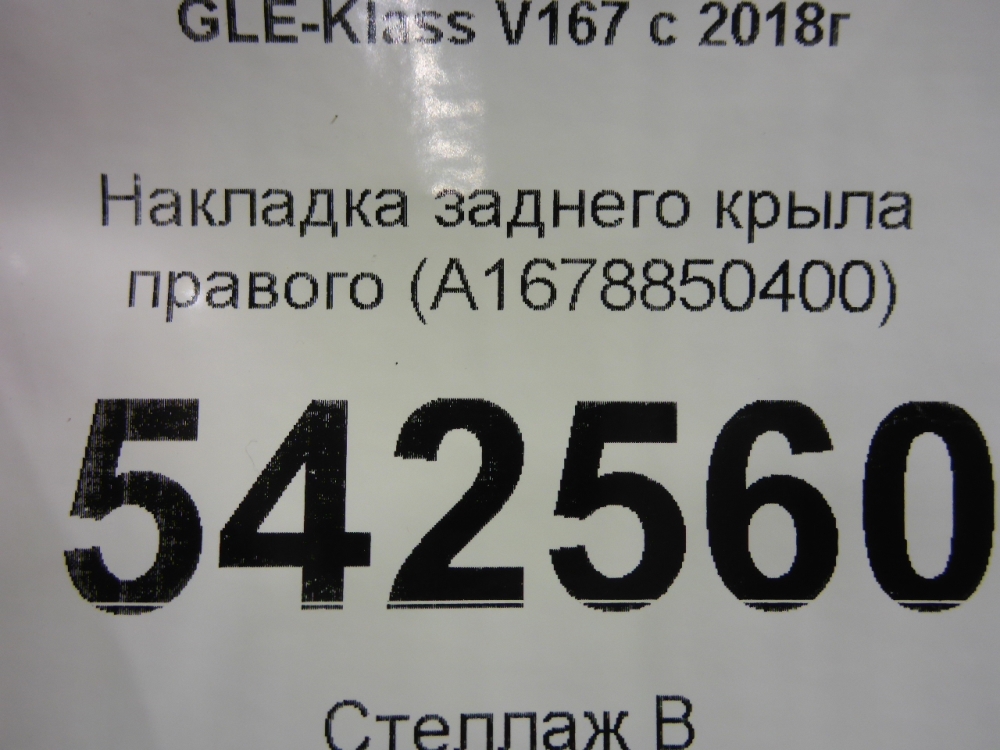 GLE-Klass V167 с 2018г
Накладка заднего крыла
правого (A1678850400)
542560
Стеллаж В